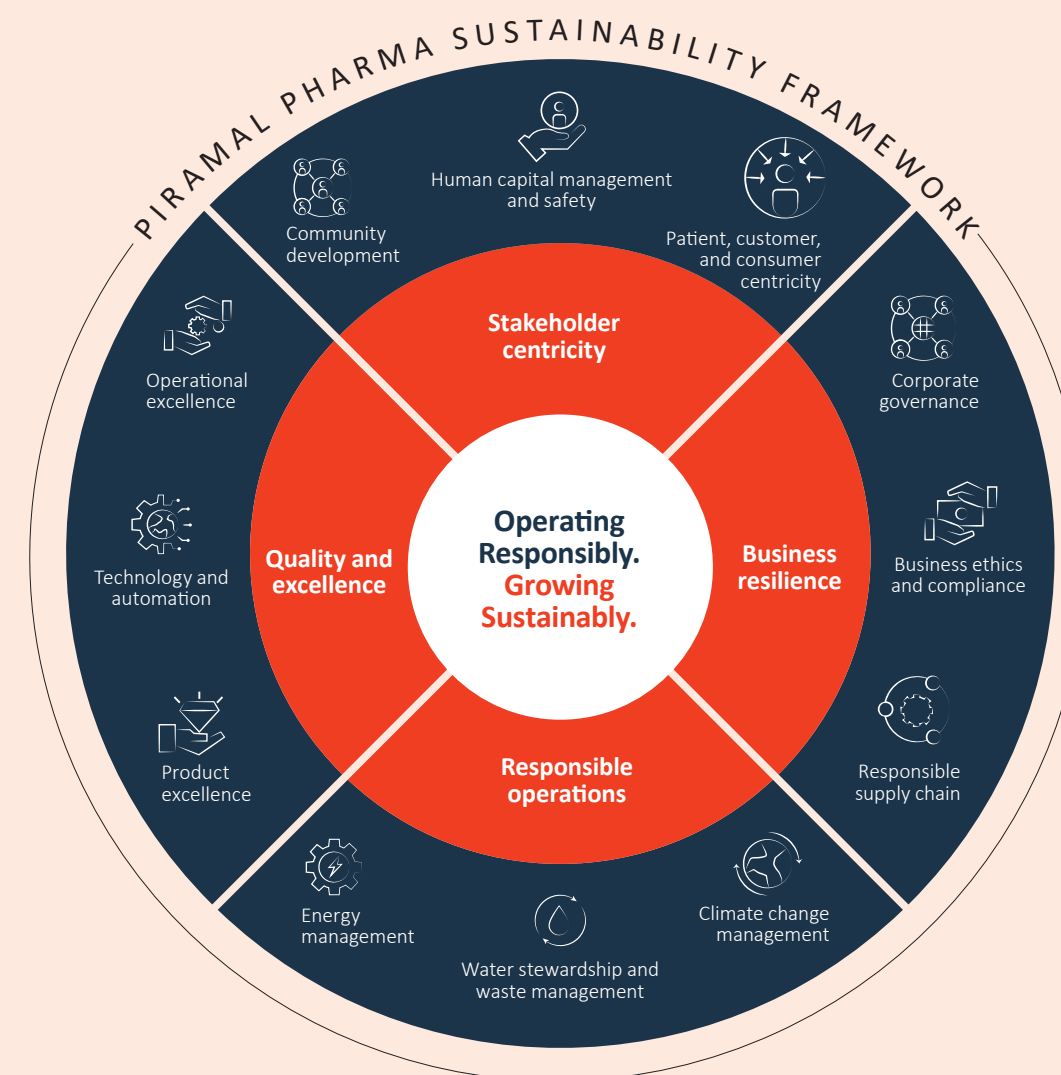 PIRAMAL PHARMA SUSTAINABILITY FRAMEWORK
Human capital management
and safety
Community
development
Patient, customer,
and consumer
centricity
Stakeholder
centricity
Operational
excellence
Corporate
governance
Technology and
automation
Quality and
excellence
Operating
Responsibly.
Growing
Sustainably.
Business
resilience
Business ethics
and compliance
Product
excellence
Responsible
operations
Responsible
supply chain
Energy
management
Water stewardship and
waste management
Climate change
management